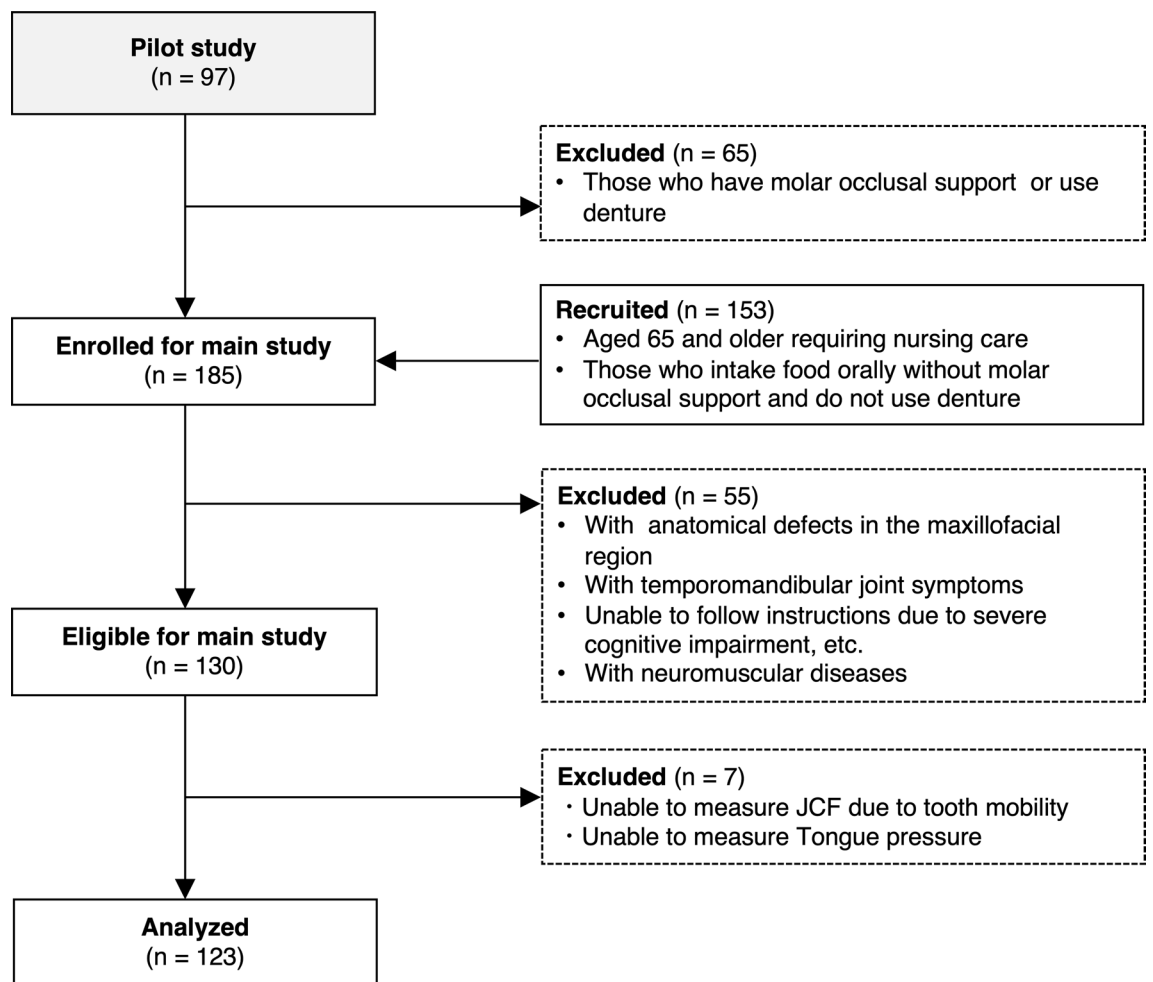 Pilot study
(n = 97)
Excluded (n = 65)
• Those who have molar occlusal support or use
denture
Recruited (n = 153)
• Aged 65 and older requiring nursing care
• Those who intake food orally without molar
occlusal support and do not use denture
Enrolled for main study
(n = 185)
Excluded (n = 55)
• With anatomical defects in the maxillofacial
region
• With temporomandibular joint symptoms
• Unable to follow instructions due to severe
cognitive impairment, etc.
• With neuromuscular diseases
Eligible for main study
(n = 130)
Excluded (n = 7)
・Unable to measure JCF due to tooth mobility
・Unable to measure Tongue pressure
Analyzed
(n = 123)